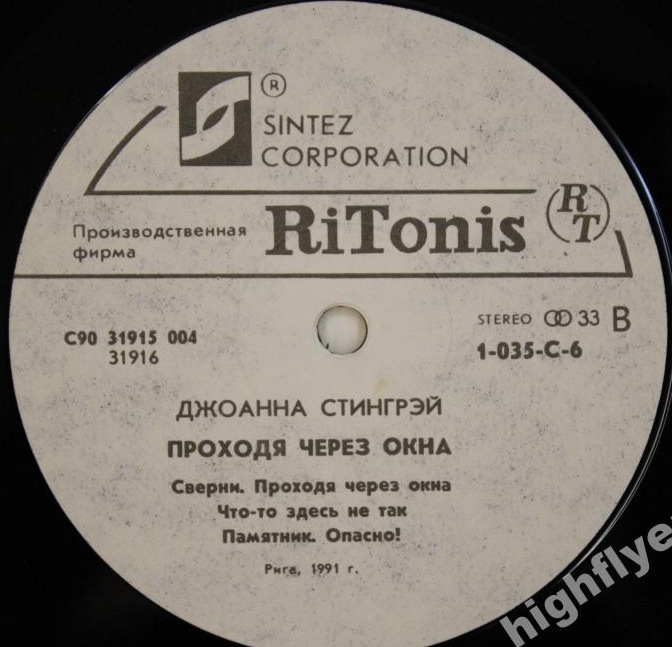 ®
SINTEZ
CORPORATION
Производственная
фирма
RiTonis
RT
С90 31915 004
31916
STEREO 33 B
1-035-C-6
ДЖОАННА СТИНГРЭЙ
ПРОХОДЯ ЧЕРЕЗ ОКНА
Сверни. Проходя через окна
Что-то здесь не так
Памятник. Опасно!
Рига, 1991 г.
highflye